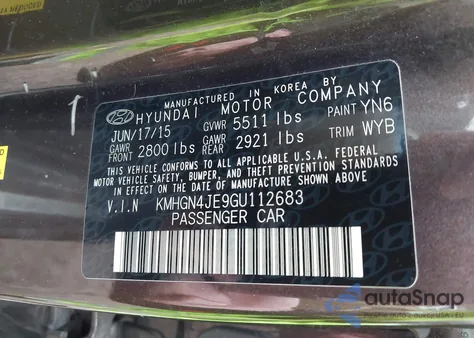 MANUFACTURED IN KOREA BY
HYUNDAI MOTOR COMPANY
JUN/17/15 GVWR 5511 lbs PAINT YN6
GAWR FRONT 2800 lbs GAWR REAR 2921 lbs TRIM WYB
THIS VEHICLE CONFORMS TO ALL APPLICABLE U.S.A. FEDERAL
MOTOR VEHICLE SAFETY, BUMPER, AND THEFT PREVENTION STANDARDS
IN EFFECT ON THE DATE OF MANUFACTURE SHOWN ABOVE.
V.I.N KMHGN4JE9GU112683
PASSENGER CAR
autoSnap